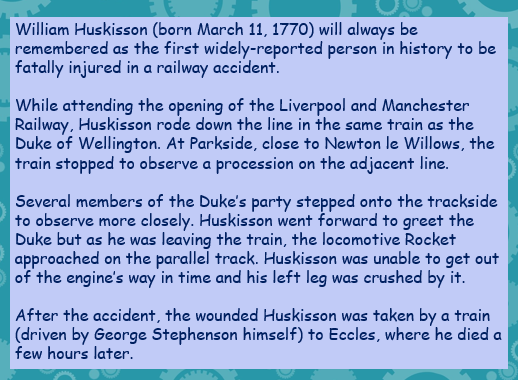 William Huskisson (born March 11, 1770) will always be
remembered as the first widely-reported person in history to be
fatally injured in a railway accident.
While attending the opening of the Liverpool and Manchester
Railway, Huskisson rode down the line in the same train as the
Duke of Wellington. At Parkside, close to Newton le Willows, the
train stopped to observe a procession on the adjacent line.
Several members of the Duke's party stepped onto the trackside
to observe more closely. Huskisson went forward to greet the
Duke but as he was leaving the train, the locomotive Rocket
approached on the parallel track. Huskisson was unable to get out
of the engine's way in time and his left leg was crushed by it.
After the accident, the wounded Huskisson was taken by a train
(driven by George Stephenson himself) to Eccles, where he died a
few hours later.